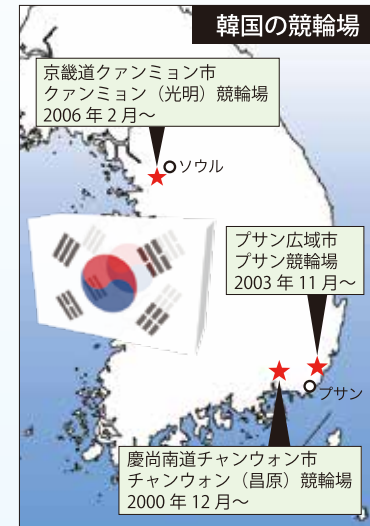 韓国の競輪場
京畿道クァンミョン市
クァンミョン（光明）競輪場
2006 年 2 月～
ソウル
プサン広域市
プサン競輪場
2003 年 11 月～
プサン
慶尚南道チャンウォン市
チャンウォン（昌原）競輪場
2000 年 12 月～